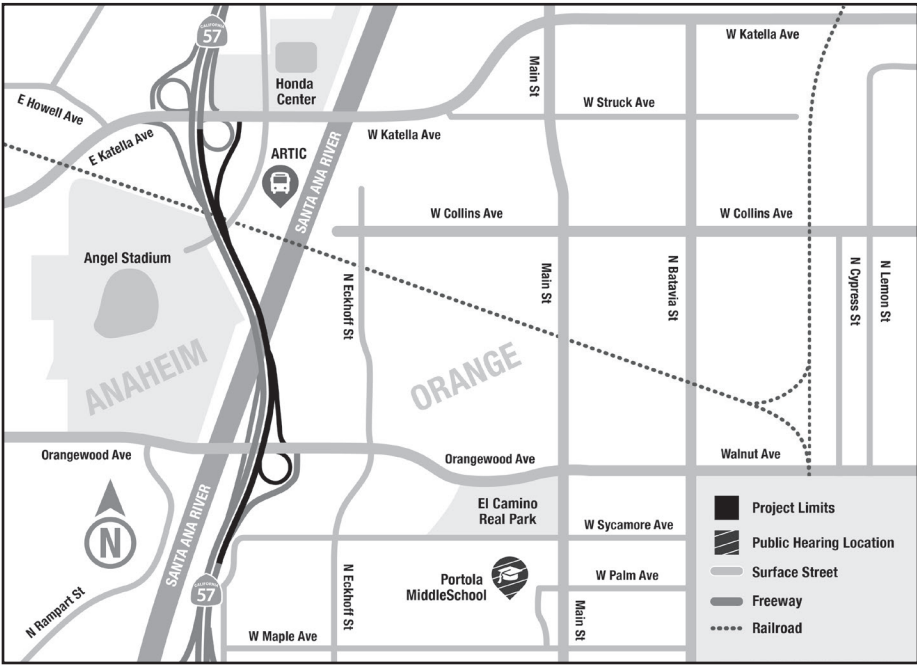 CALIFORNIA
57
W Katella Ave
Honda
Center
Main St
E Howell Ave
W Struck Ave
E Katella Ave
W Katella Ave
ARTIC
SANTA ANA RIVER
W Collins Ave
W Collins Ave
Angel Stadium
N Eckhoff St
Main St
N Batavia St
N Cypress St
N Lemon St
ANAHEIM
ORANGE
Orangewood Ave
Orangewood Ave
Walnut Ave
N
SANTA ANA RIVER
El Camino
Real Park
W Sycamore Ave
Project Limits
Public Hearing Location
Surface Street
Freeway
Railroad
CALIFORNIA
57
N Rampart St
N Eckhoff St
Portola
MiddleSchool
W Palm Ave
Main St
W Maple Ave